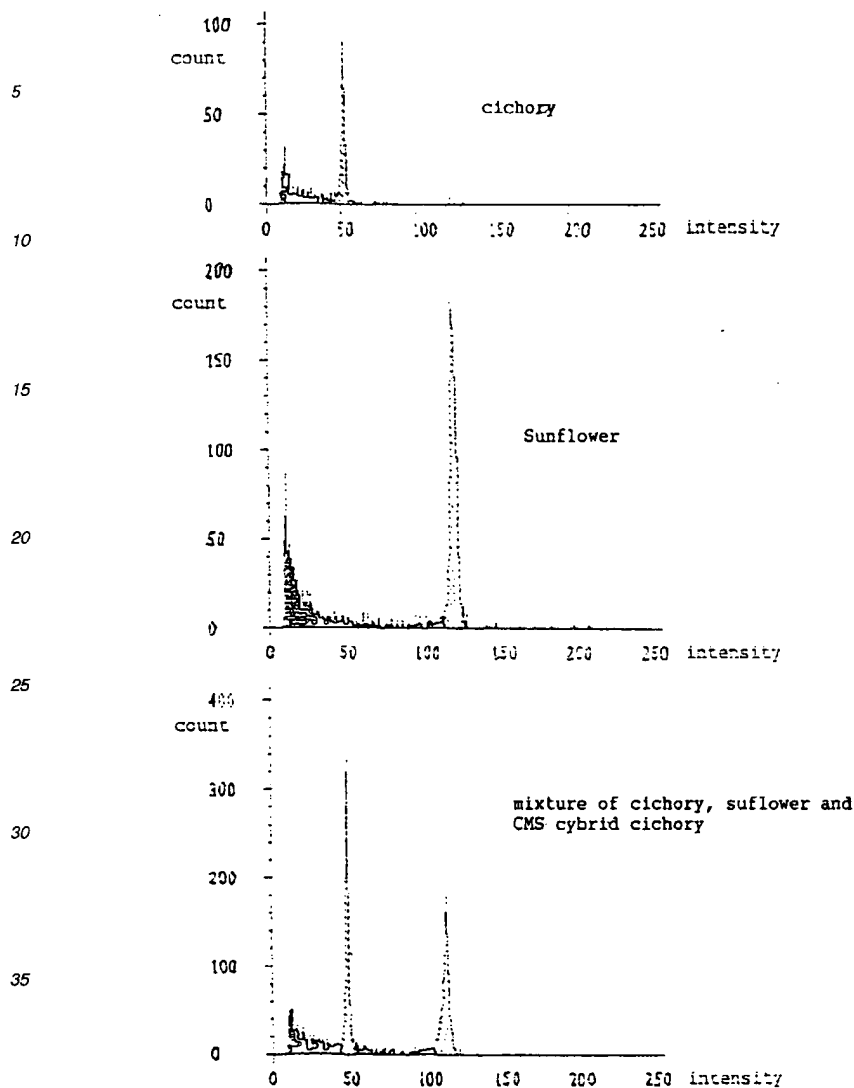 100
count
5
50
cichory
0
0 50 100 150 200 250 intensity
10
200
count
150
15
100
Sunflower
20
50
0
0 50 100 150 200 250 intensity
25
400
count
300
mixture of cichory, suflower and
30
CMS cybrid cichory
200
100
35
0
0 50 100 150 200 250 intensity